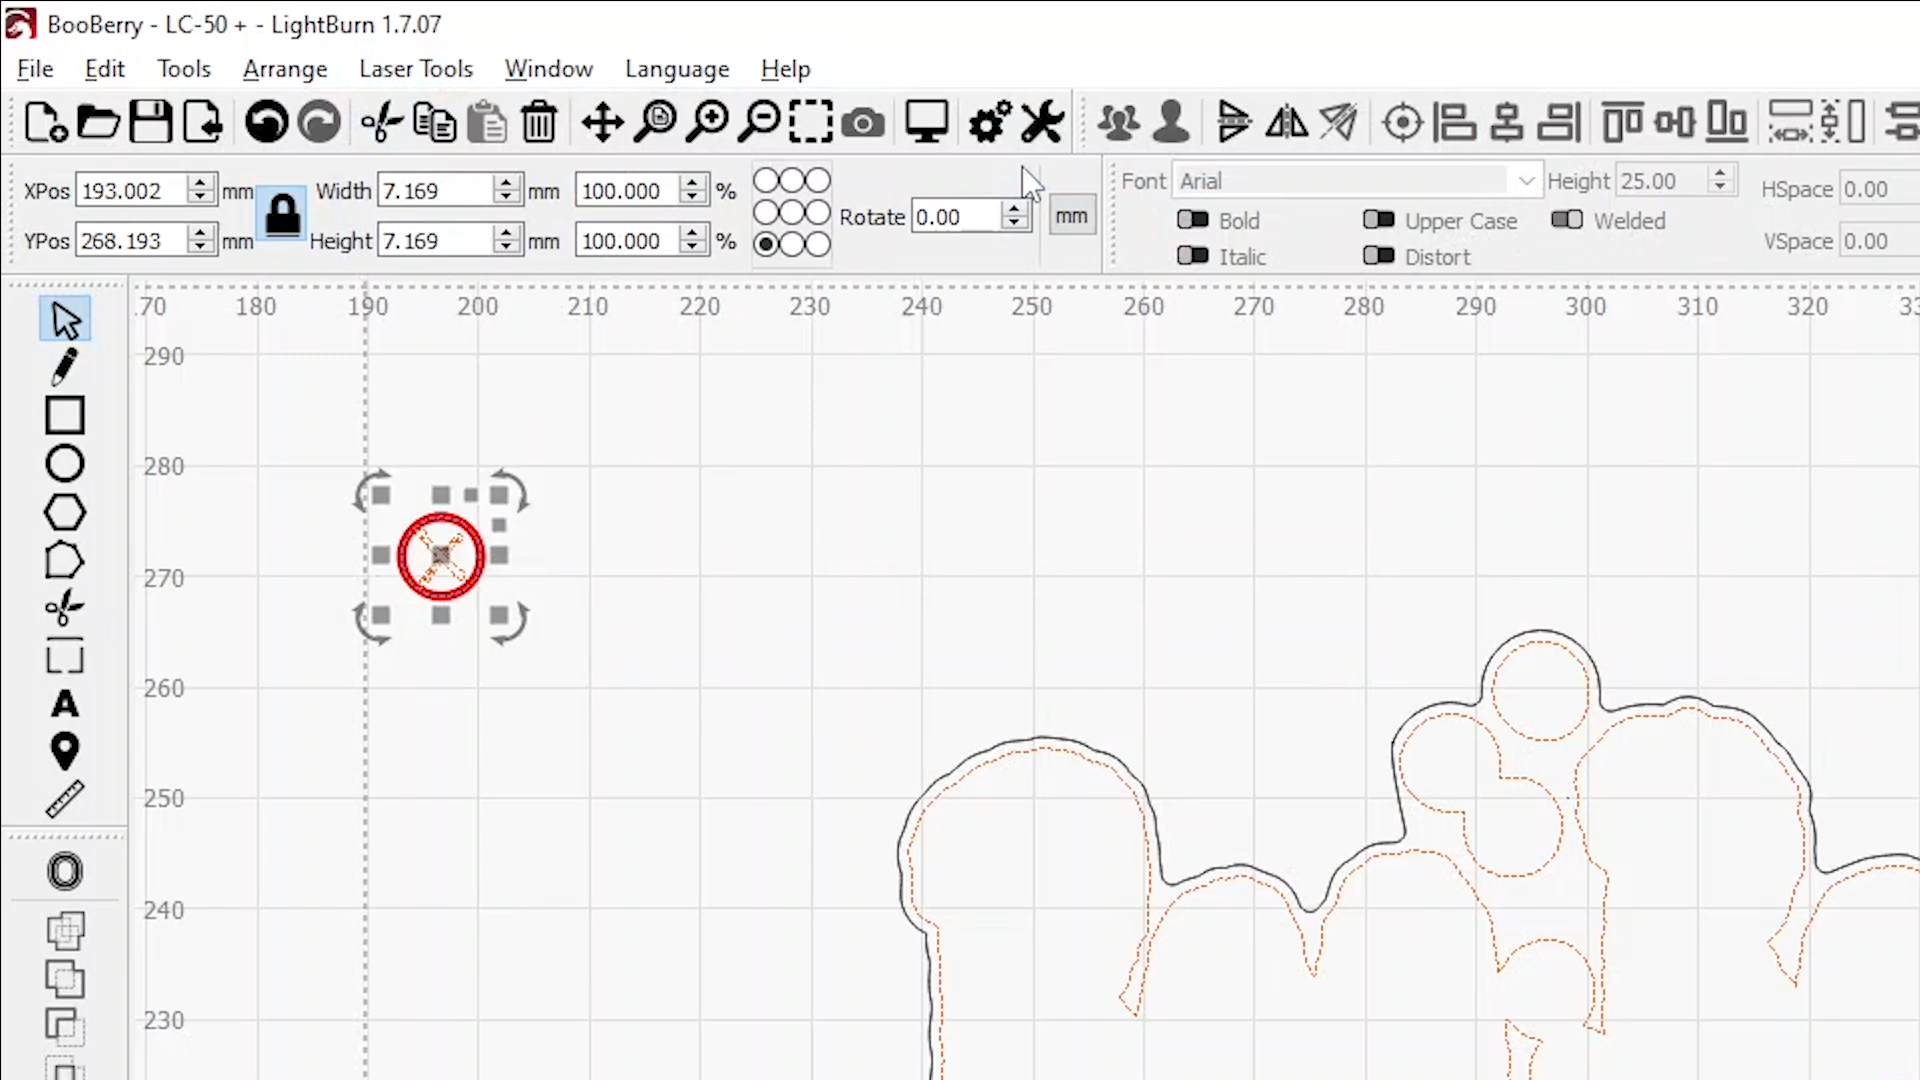 BooBerry - LC-50 + - LightBurn 1.7.07
File Edit Tools Arrange Laser Tools Window Language Help
XPos 193.002 mm Width 7.169 mm 100.000 %
YPos 268.193 mm Height 7.169 mm 100.000 %
Rotate 0.00 mm
Font Arial Height 25.00 HSpace 0.00
Bold Upper Case Welded
Italic Distort VSpace 0.00
70 180 190 200 210 220 230 240 250 260 270 280 290 300 310 320 33
290
280
270
260
250
240
230
A